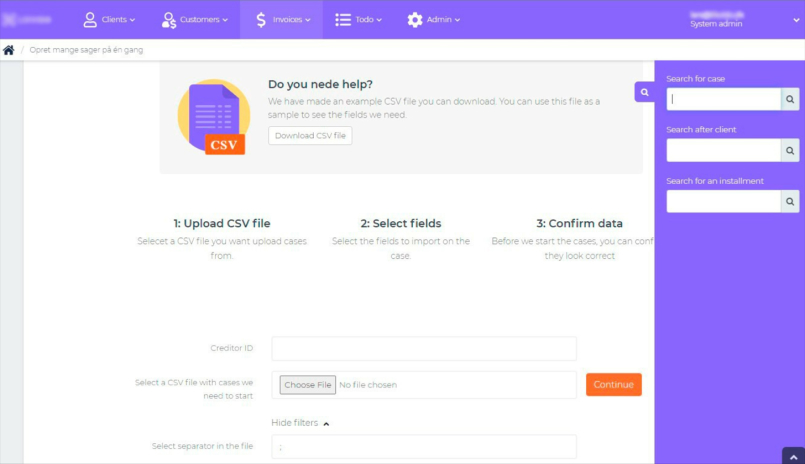 Clients
Customers
Invoices
Todo
Admin
System admin
/ Opret mange sager på én gang
Do you nede help?
We have made an example CSV file you can download. You can use this file as a
sample to see the fields we need.
Download CSV file
CSV
1: Upload CSV file
Selecet a CSV file you want upload cases
from.
2: Select fields
Select the fields to import on the
case
3: Confirm data
Before we start the cases, you can conf
they look correct
Creditor ID
Select a CSV file with cases we
need to start
Choose File No file chosen
Continue
Hide filters
Select separator in the file
;
Search for case
Search after client
Search for an installment